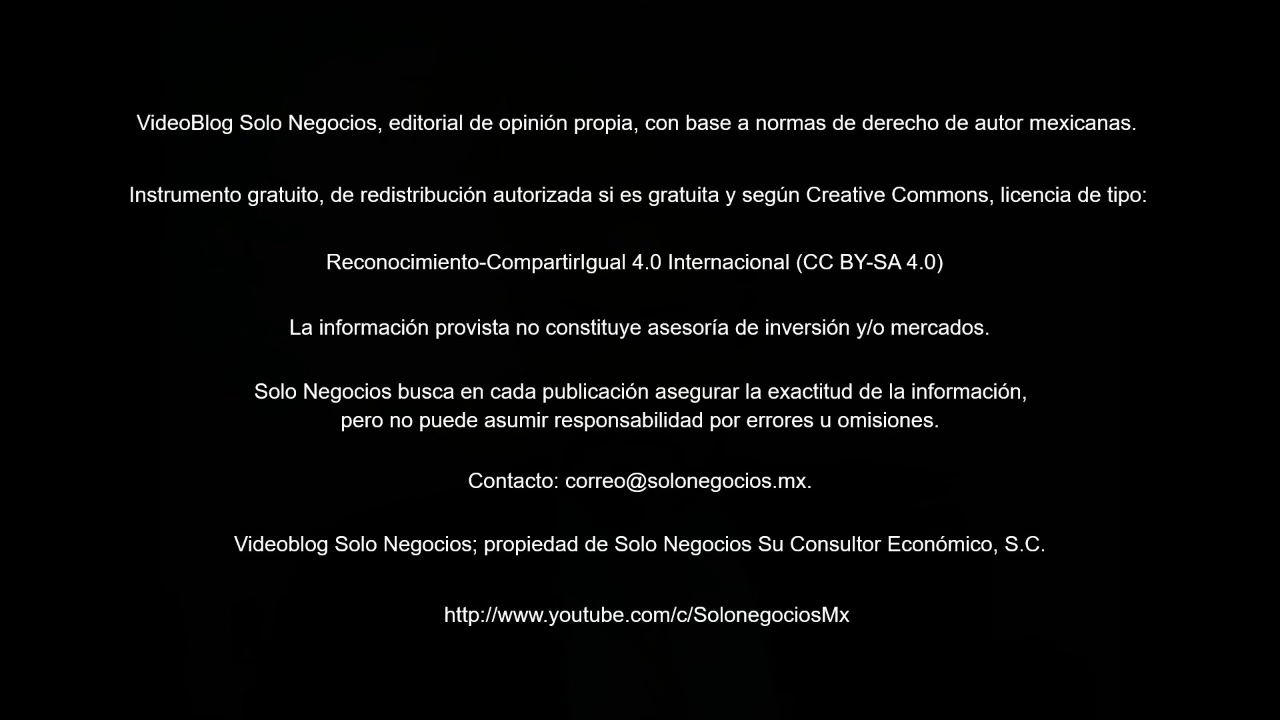 VideoBlog Solo Negocios, editorial de opinión propia, con base a normas de derecho de autor mexicanas.
Instrumento gratuito, de redistribución autorizada si es gratuita y según Creative Commons, licencia de tipo:
Reconocimiento-CompartirIgual 4.0 Internacional (CC BY-SA 4.0)
La información provista no constituye asesoría de inversión y/o mercados.
Solo Negocios busca en cada publicación asegurar la exactitud de la información,
pero no puede asumir responsabilidad por errores u omisiones.
Contacto: correo@solonegocios.mx.
Videoblog Solo Negocios; propiedad de Solo Negocios Su Consultor Económico, S.C.
http://www.youtube.com/c/SolonegociosMx